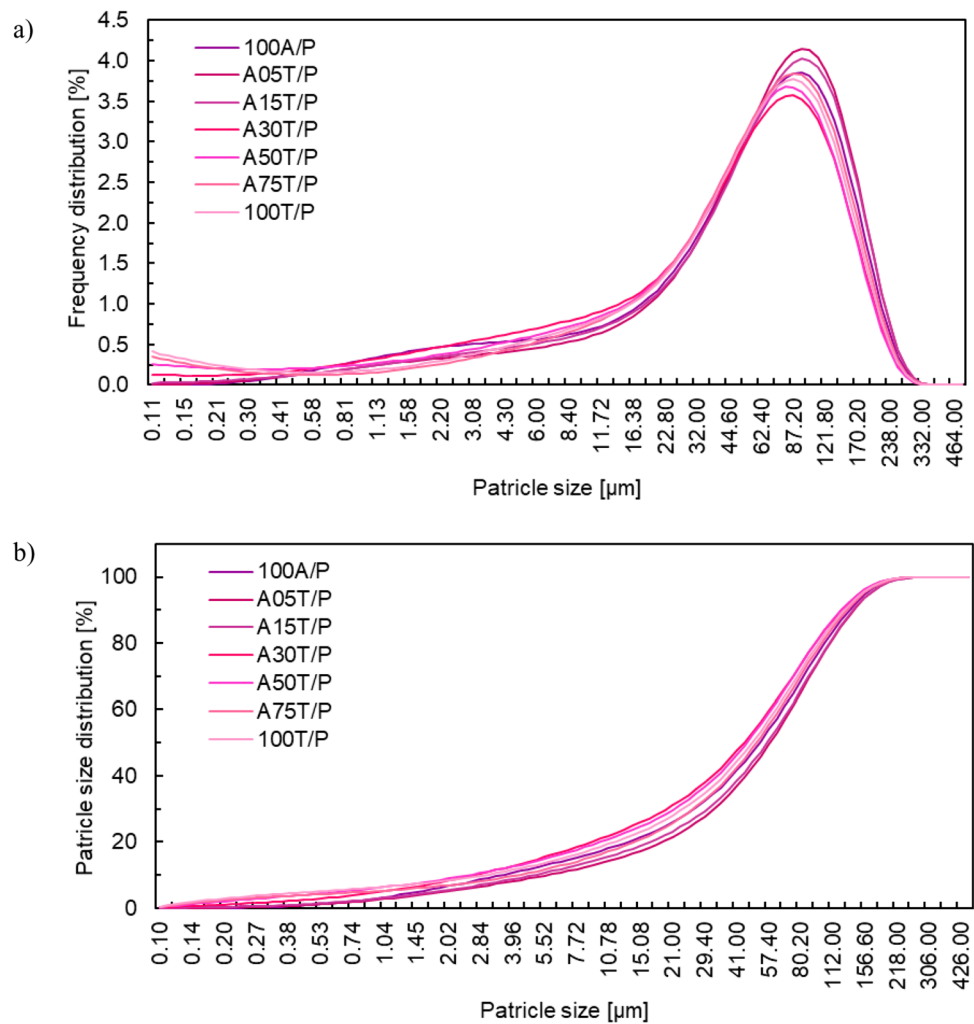 a)
Frequency distribution [%]
4.5
4.0
3.5
3.0
2.5
2.0
1.5
1.0
0.5
0.0
100A/P
A05T/P
A15T/P
A30T/P
A50T/P
A75T/P
100T/P
0.11 0.15 0.21 0.30 0.41 0.58 0.81 1.13 1.58 2.20 3.08 4.30 6.00 8.40 11.72 16.38 22.80 32.00 44.60 62.40 87.20 121.80 170.20 238.00 332.00 464.00
Patricle size [µm]
b)
Patricle size distribution [%]
100
80
60
40
20
0
100A/P
A05T/P
A15T/P
A30T/P
A50T/P
A75T/P
100T/P
0.10 0.14 0.20 0.27 0.38 0.53 0.74 1.04 1.45 2.02 2.84 3.96 5.52 7.72 10.78 15.08 21.00 29.40 41.00 57.40 80.20 112.00 156.60 218.00 306.00 426.00
Patricle size [µm]